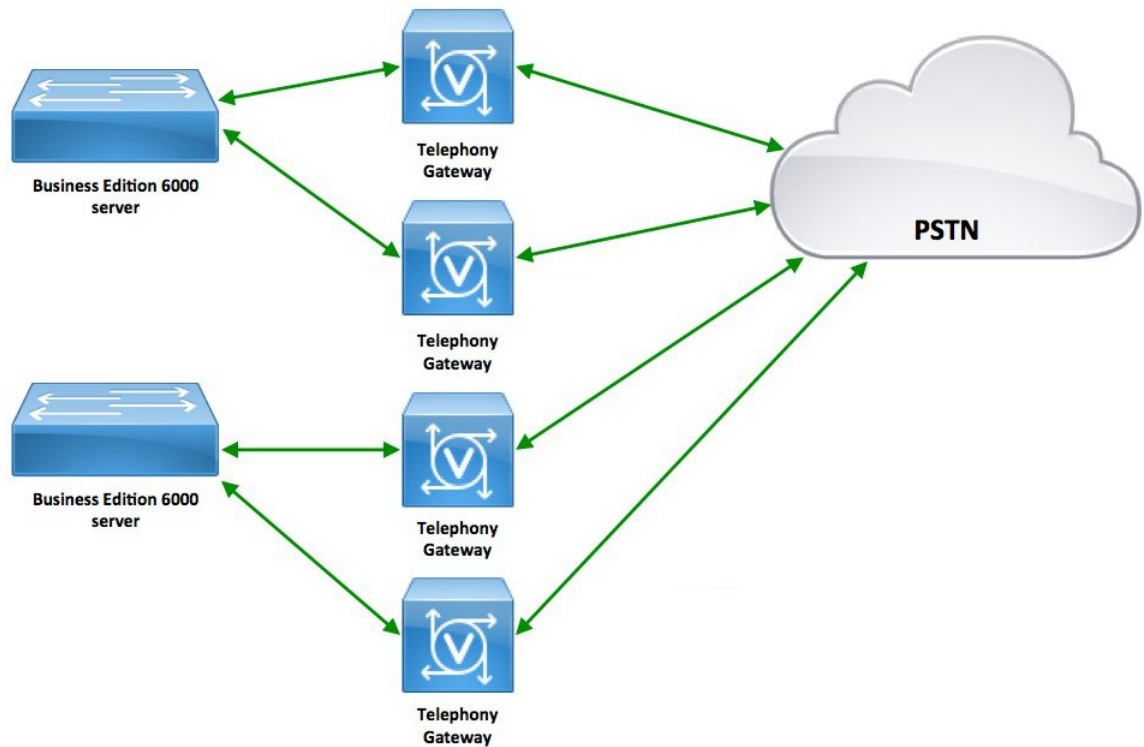 V
Telephony
Gateway
Business Edition 6000
server
V
Telephony
Gateway
PSTN
V
Telephony
Gateway
Business Edition 6000
server
V
Telephony
Gateway